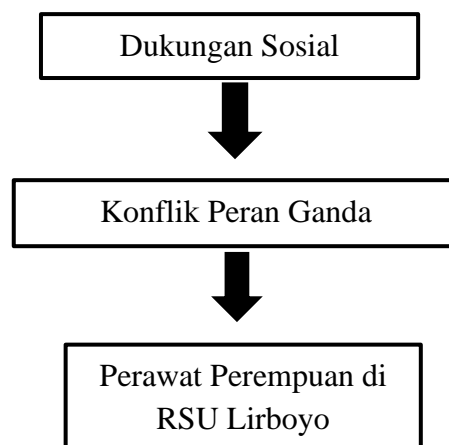 Dukungan Sosial
Konflik Peran Ganda
Perawat Perempuan di
RSU Lirboyo